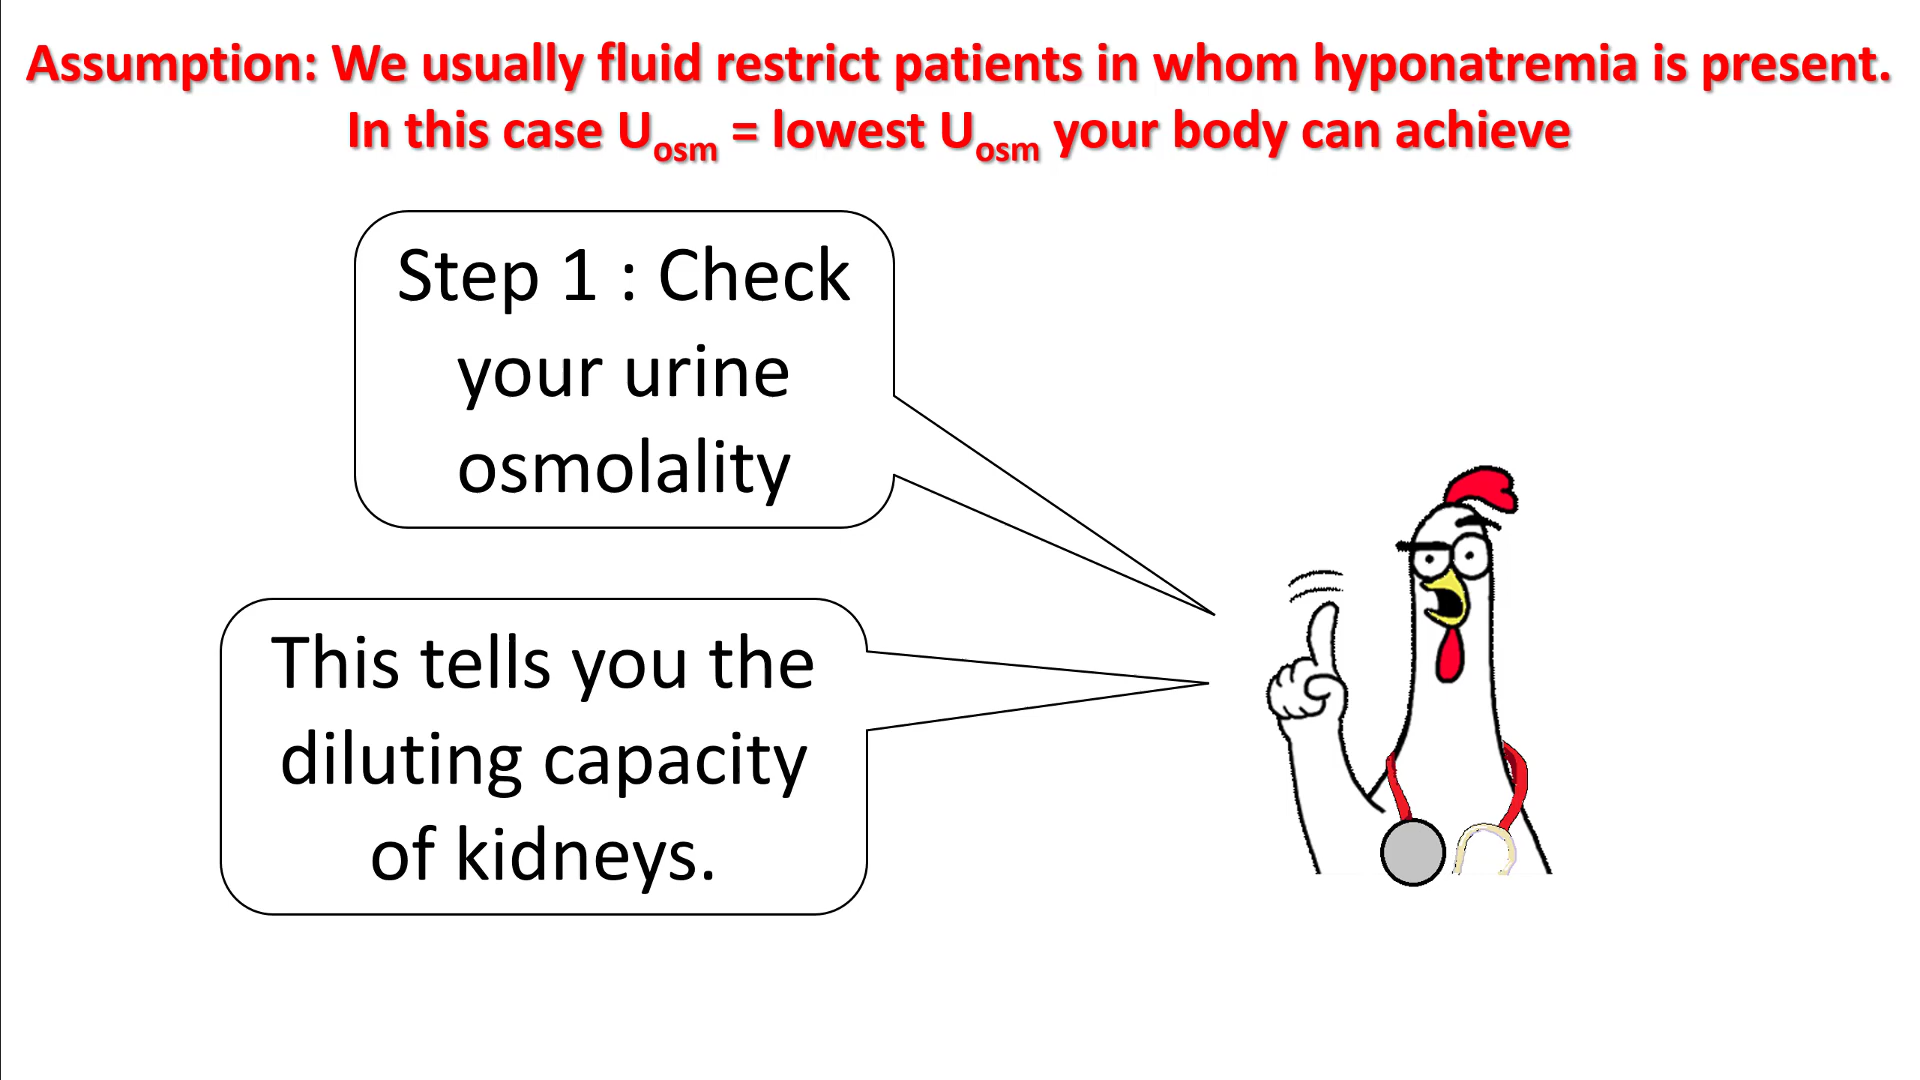 Assumption: We usually fluid restrict patients in whom hyponatremia is present.
In this case Uosm = lowest Uosm your body can achieve
Step 1 : Check
your urine
osmolality
This tells you the
diluting capacity
of kidneys.